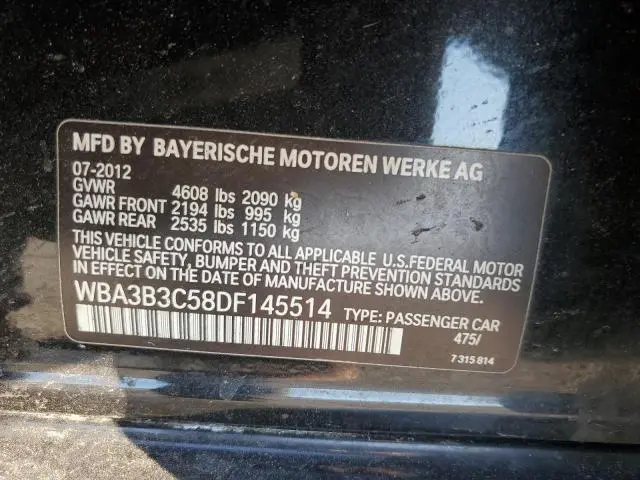 MFD BY BAYERISCHE MOTOREN WERKE AG
07-2012
GVWR 4608 lbs 2090 kg
GAWR FRONT 2194 lbs 995 kg
GAWR REAR 2535 lbs 1150 kg
THIS VEHICLE CONFORMS TO ALL APPLICABLE U.S.FEDERAL MOTOR
VEHICLE SAFETY, BUMPER AND THEFT PREVENTION STANDARDS
IN EFFECT ON THE DATE OF MANUFACTURE SHOWN ABOVE.
WBA3B3C58DF145514 TYPE: PASSENGER CAR
475/
7 315 814